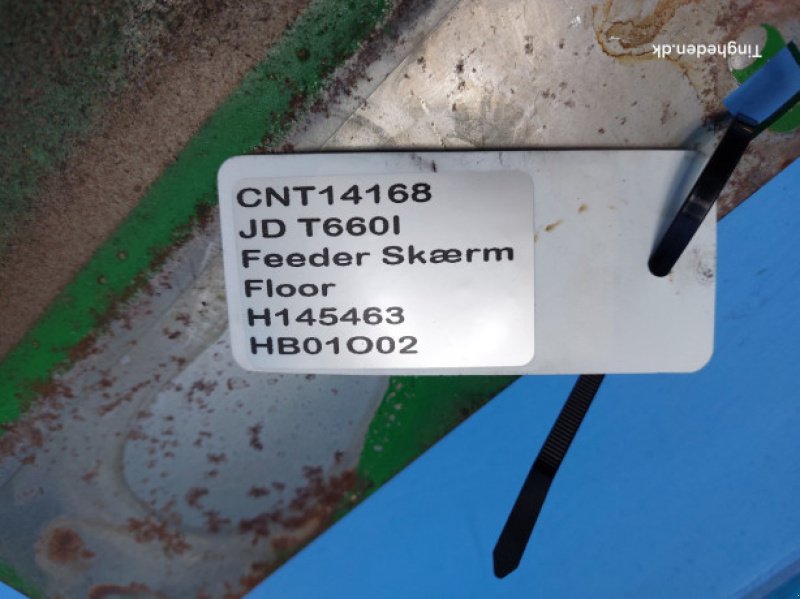 Tingheden.dk
CNT14168
JD T660I
Feeder Skærm
Floor
H145463
HB01O02